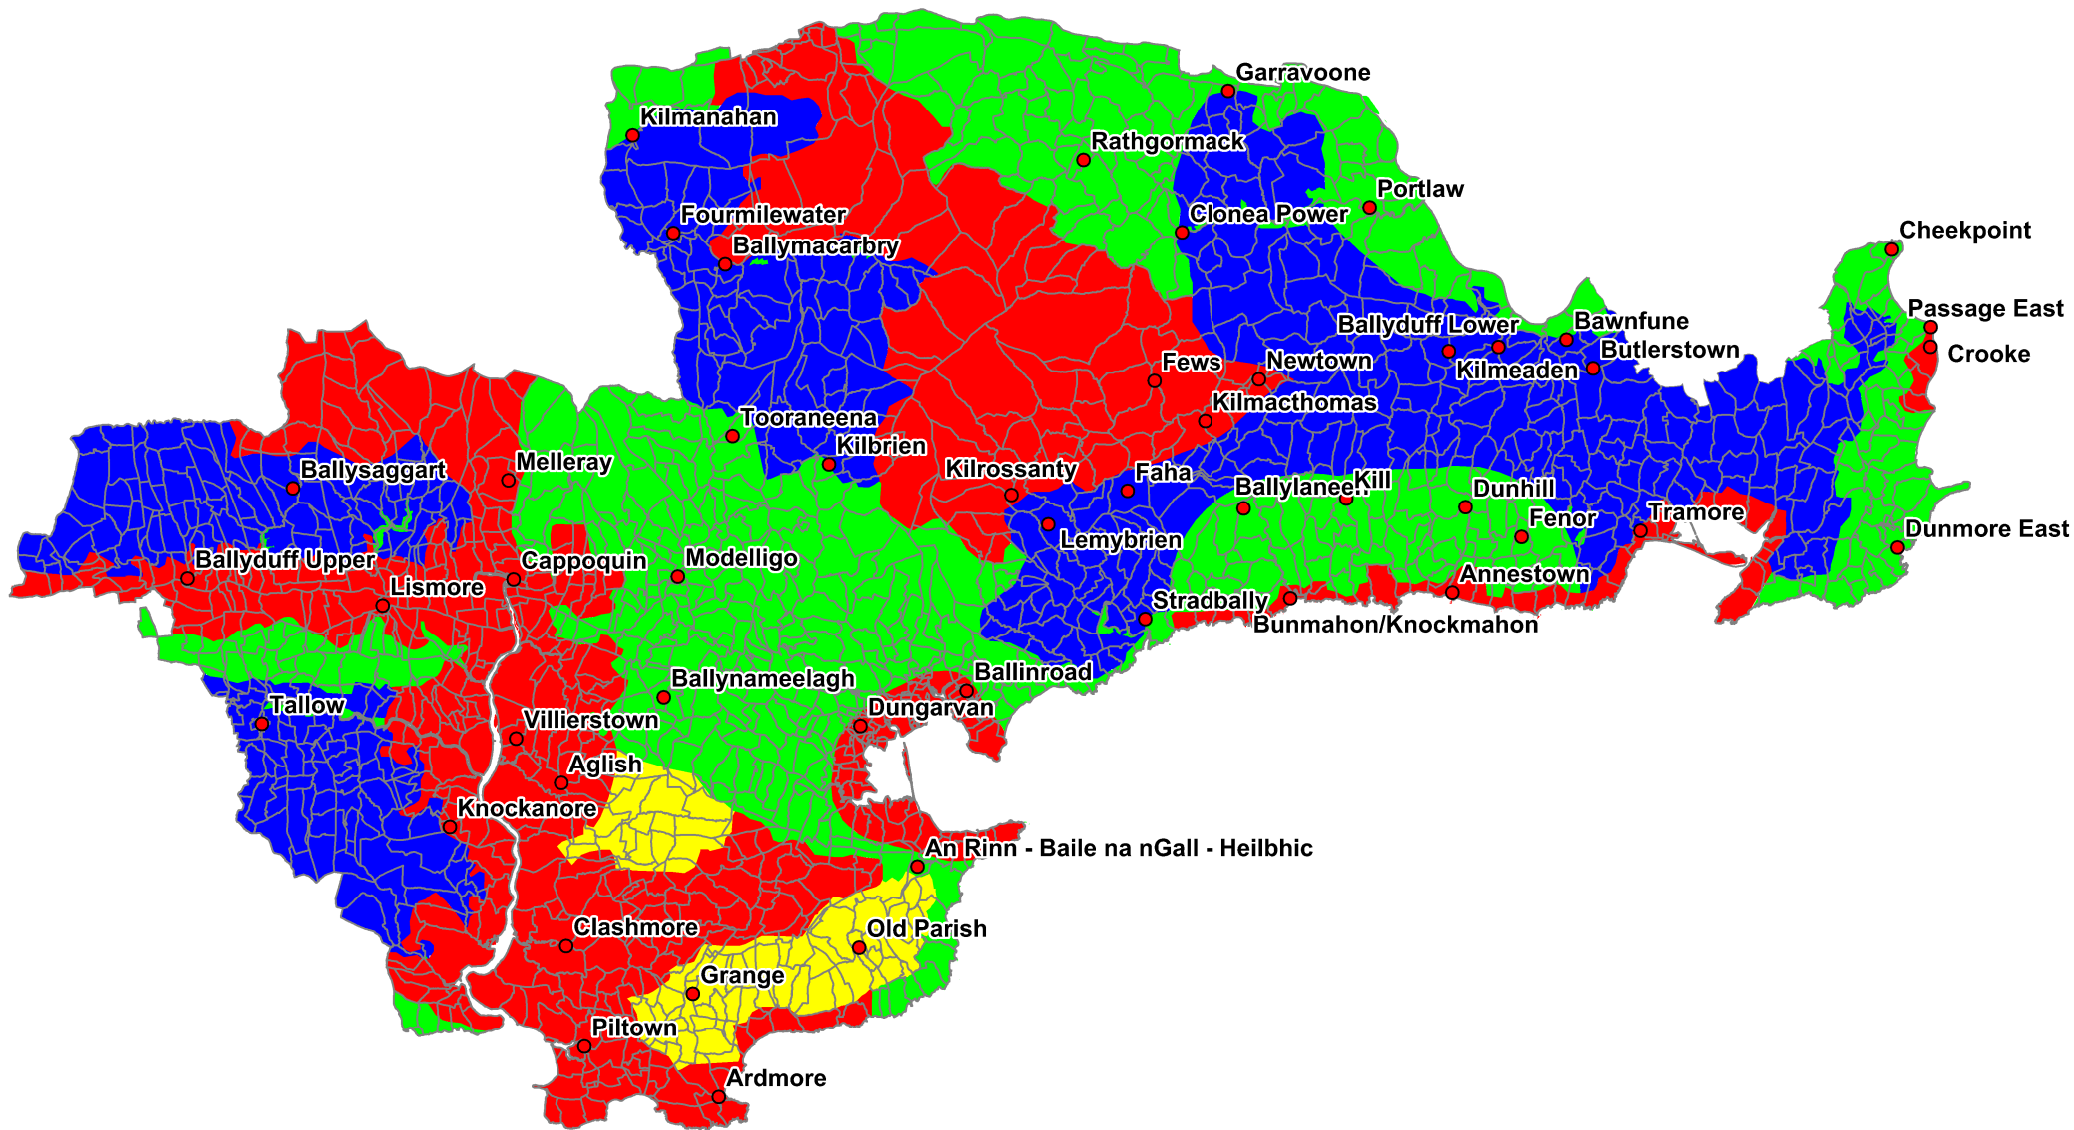 Garravoone
Kilmanahan
Rathgormack
Portlaw
Fourmilewater
Clonea Power
Ballymacarbry
Cheekpoint
Passage East
Ballyduff Lower
Bawnfune
Butlerstown
Crooke
Fews
Newtown
Kilmeaden
Kilmacthomas
Tooraneena
Kilbrien
Melleray
Ballysaggart
Kilrossanty
Faha
Ballylaneen
Kill
Dunhill
Fenor
Tramore
Dunmore East
Lemybrien
Ballyduff Upper
Cappoquin
Modelligo
Lismore
Annestown
Stradbally
Bunmahon/Knockmahon
Ballynameelagh
Ballinroad
Tallow
Dungarvan
Villierstown
Aglish
Knockanore
An Rinn - Baile na nGall - Heilbhic
Clashmore
Old Parish
Grange
Piltown
Ardmore